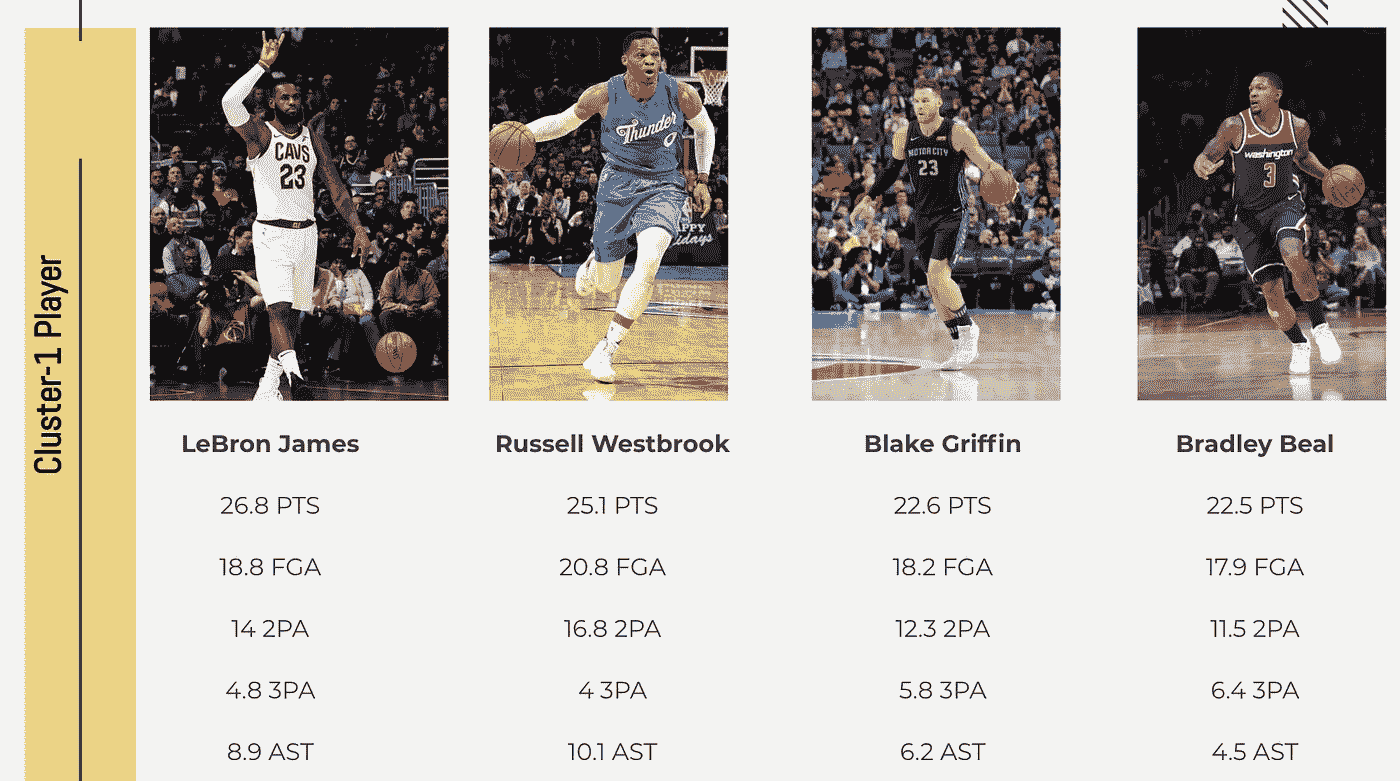 Cluster-1 Player
CAVS
23
Thunder
0
APPY
idays
MOTOR CITY
23
washington
3
LeBron James
Russell Westbrook
Blake Griffin
Bradley Beal
26.8 PTS
25.1 PTS
22.6 PTS
22.5 PTS
18.8 FGA
20.8 FGA
18.2 FGA
17.9 FGA
14 2PA
16.8 2PA
12.3 2PA
11.5 2PA
4.8 3PA
4 3PA
5.8 3PA
6.4 3PA
8.9 AST
10.1 AST
6.2 AST
4.5 AST